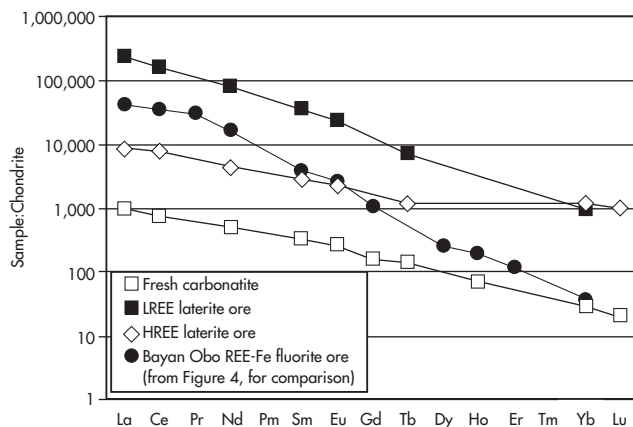 1,000,000
100,000
10,000
1,000
100
10
1
Sample:Chondrite
Fresh carbonatite
LREE laterite ore
HREE laterite ore
Bayan Obo REE-Fe fluorite ore
(from Figure 4, for comparison)
La Ce Pr Nd Pm Sm Eu Gd Tb Dy Ho Er Tm Yb Lu